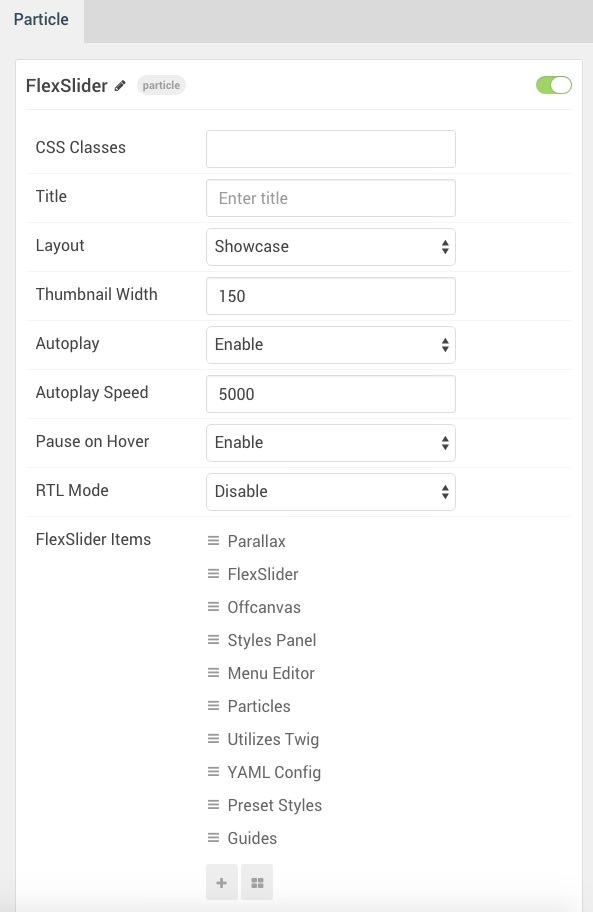 Particle
FlexSlider particle
CSS Classes
Title Enter title
Layout Showcase
Thumbnail Width 150
Autoplay Enable
Autoplay Speed 5000
Pause on Hover Enable
RTL Mode Disable
FlexSlider Items Parallax
FlexSlider
Offcanvas
Styles Panel
Menu Editor
Particles
Utilizes Twig
YAML Config
Preset Styles
Guides